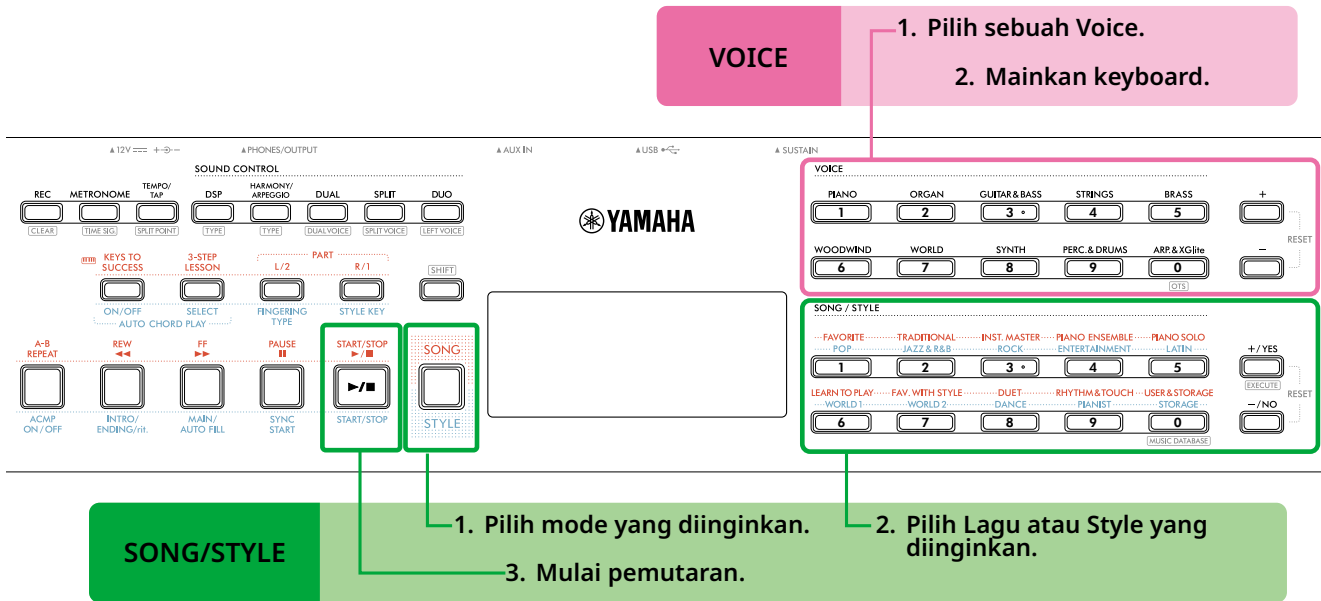 VOICE
1. Pilih sebuah Voice.
2. Mainkan keyboard.
▲12V
▲PHONES/OUTPUT
▲AUX IN
▲USB
▲SUSTAIN
SOUND CONTROL
REC METRONOME TEMPO/TAP DSP HARMONY/ARPEGGIO DUAL SPLIT DUO
CLEAR TIME SIG. SPLIT POINT TYPE TYPE DUAL VOICE SPLIT VOICE LEFT VOICE
KEYS TO SUCCESS 3-STEP LESSON PART L/2 R/1 SHIFT
ON/OFF SELECT FINGERING TYPE STYLE KEY
AUTO CHORD PLAY
A-B REPEAT REW ◄◄ FF ►► PAUSE II START/STOP ►/■ SONG
►/■
ACMP ON/OFF INTRO/ENDING/rit. MAIN/AUTO FILL SYNC START START/STOP STYLE
YAMAHA
VOICE
PIANO ORGAN GUITAR & BASS STRINGS BRASS +
1 2 3 4 5
RESET
WOODWIND WORLD SYNTH PERC. & DRUMS ARP. & XGlite −
6 7 8 9 0
OTS
SONG / STYLE
FAVORITE TRADITIONAL INST. MASTER PIANO ENSEMBLE PIANO SOLO
POP JAZZ & R&B ROCK ENTERTAINMENT LATIN +/YES
1 2 3 4 5
EXECUTE
RESET
LEARN TO PLAY FAV. WITH STYLE DUET RHYTHM & TOUCH USER & STORAGE
WORLD 1 WORLD 2 DANCE PIANIST STORAGE −/NO
6 7 8 9 0
MUSIC DATABASE
SONG/STYLE
1. Pilih mode yang diinginkan.
3. Mulai pemutaran.
2. Pilih Lagu atau Style yang
diinginkan.